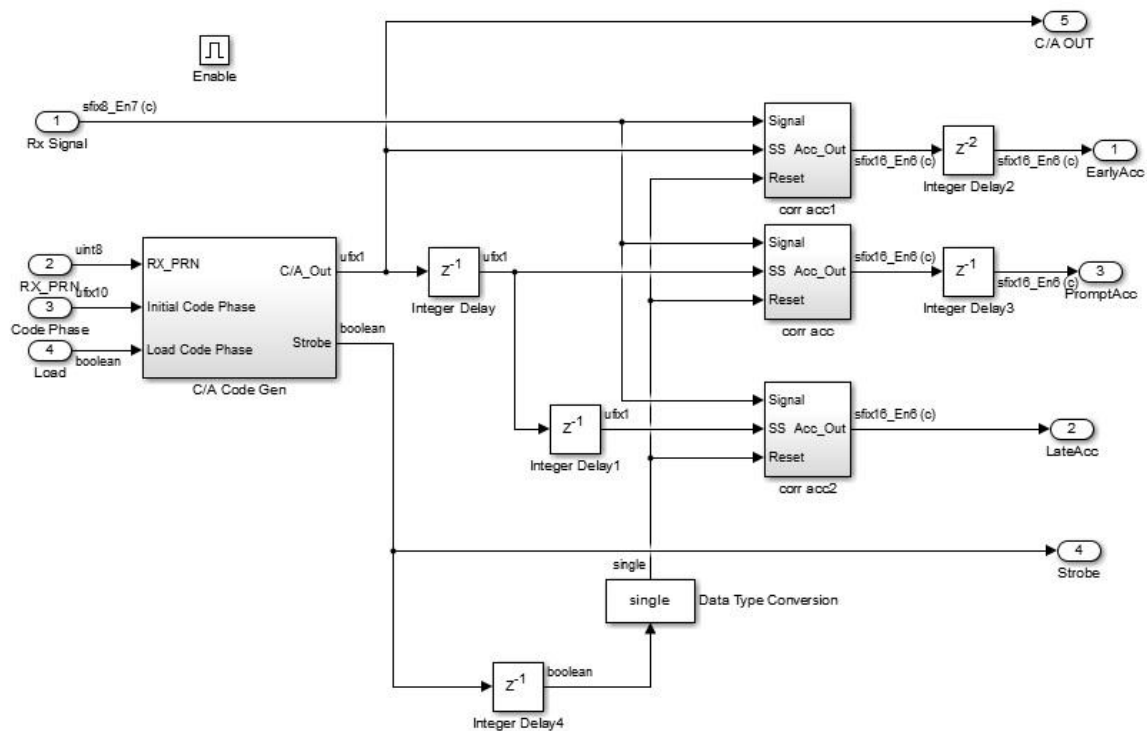 5
C/A OUT
Enable
sfix8_En7 (c)
1
Rx Signal
Signal
SS Acc_Out
Reset
corr acc1
sfix16_En6 (c)
z-2
Integer Delay2
sfix16_En6 (c)
1
EarlyAcc
uint8
2
RX_PRN
ufix10
3
Code Phase
4
Load
boolean
RX_PRN
C/A_Out
Initial Code Phase
Strobe
Load Code Phase
C/A Code Gen
ufix1
boolean
z-1
Integer Delay
ufix1
Signal
SS Acc_Out
Reset
corr acc
sfix16_En6 (c)
z-1
Integer Delay3
sfix16_En6 (c)
3
PromptAcc
z-1
Integer Delay1
ufix1
Signal
SS Acc_Out
Reset
corr acc2
sfix16_En6 (c)
2
LateAcc
4
Strobe
single
single
Data Type Conversion
z-1
Integer Delay4
boolean